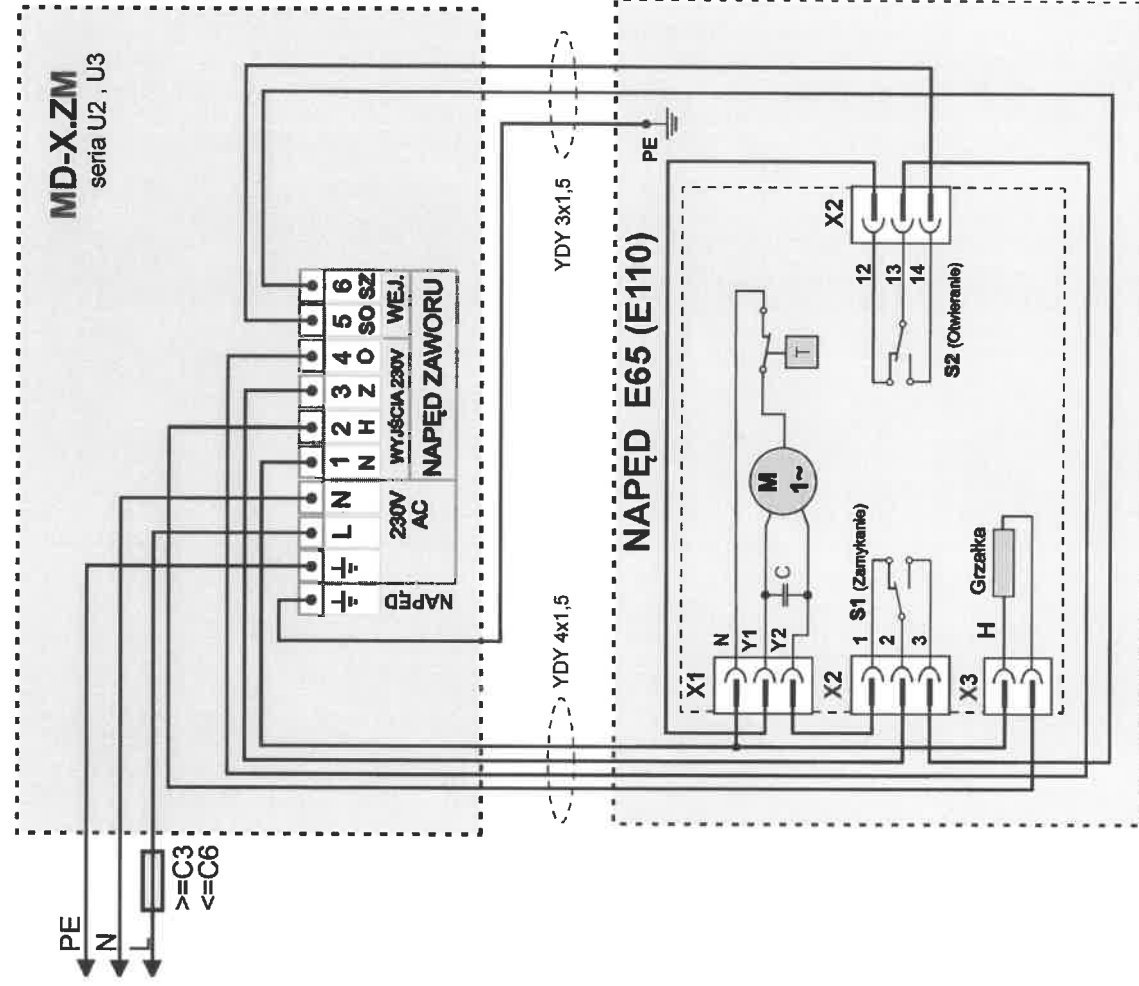 MD-X.ZM
seria U2 , U3
6
5
4
3
2
1
N
L
SZ
SO
O
Z
H
N
WEJ.
WYJŚCIA 230V
NAPĘD ZAWORU
230V
AC
NAPĘD
PE
N
L
>=C3
<=C6
YDY 3x1,5
YDY 4x1,5
NAPĘD E65 (E110)
PE
X1
N
Y1
Y2
C
M
1~
T
X2
12
13
14
S2 (Otwieranie)
X2
1
2
3
S1 (Zamykanie)
X3
H
Grzałka